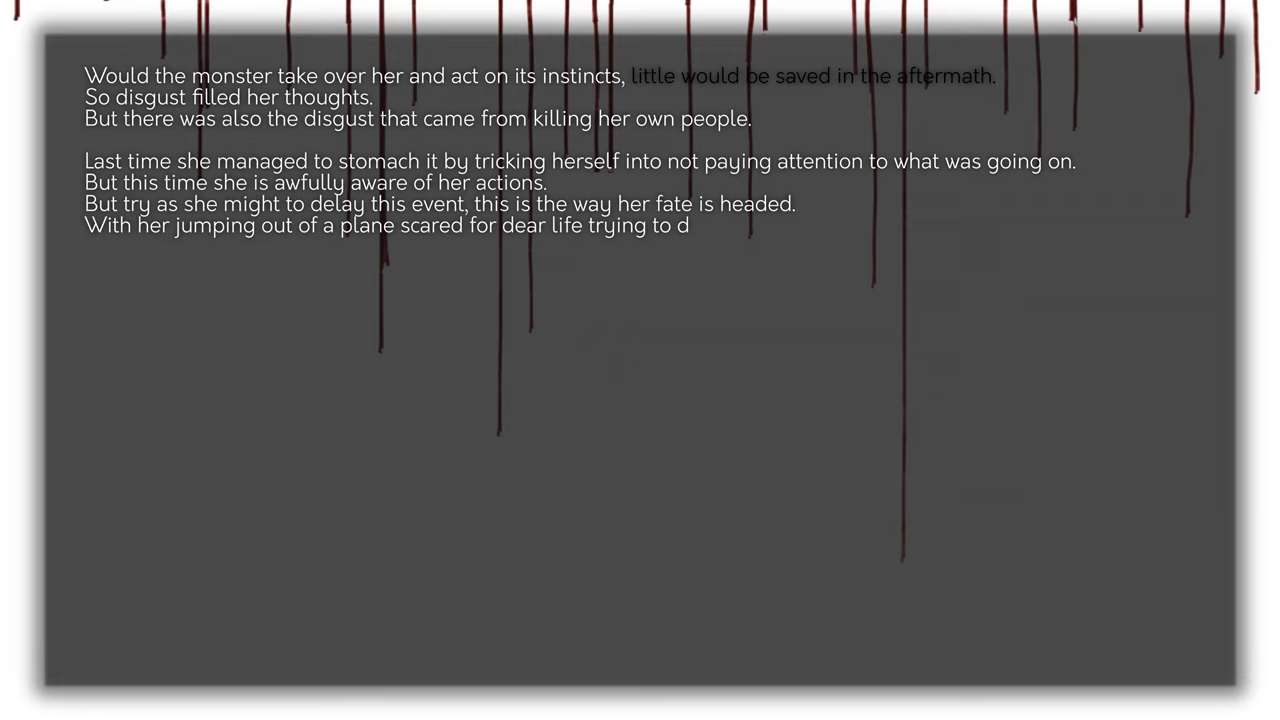 Would the monster take over her and act on its instincts, little would be saved in the aftermath.
So disgust filled her thoughts.
But there was also the disgust that came from killing her own people.
Last time she managed to stomach it by tricking herself into not paying attention to what was going on.
But this time she is awfully aware of her actions.
But try as she might to delay this event, this is the way her fate is headed.
With her jumping out of a plane scared for dear life trying to d